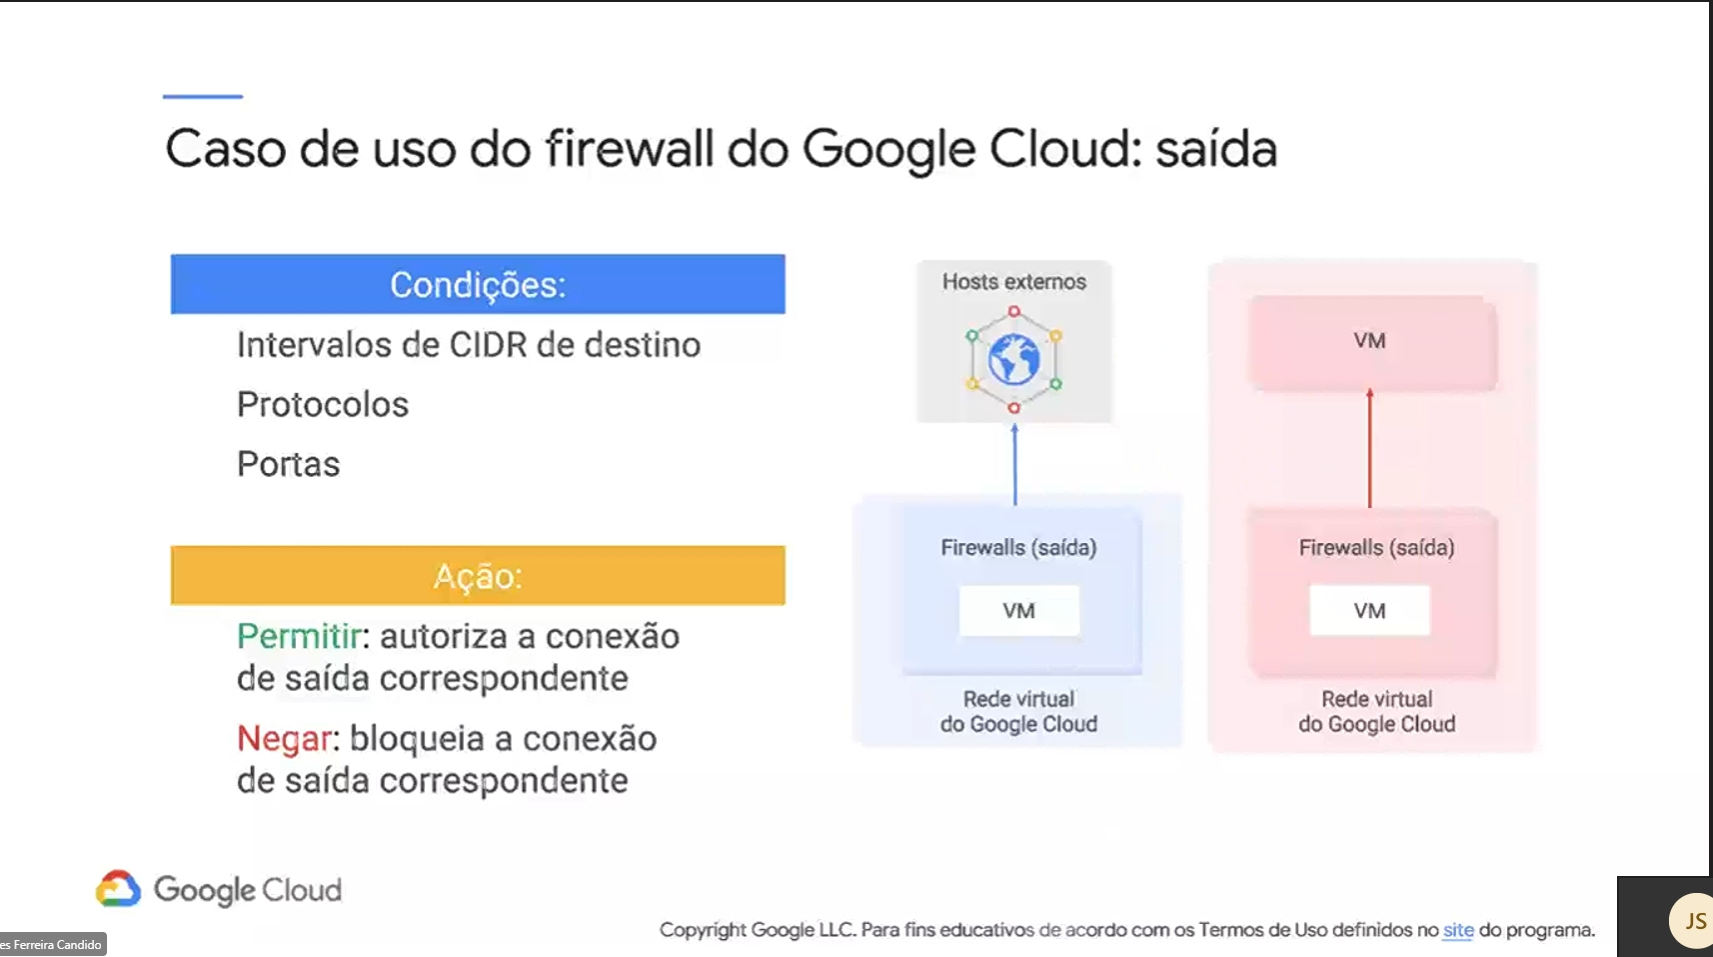 Caso de uso do firewall do Google Cloud: saída
Condições:
Intervalos de CIDR de destino
Protocolos
Portas
Ação:
Permitir: autoriza a conexão
de saída correspondente
Negar: bloqueia a conexão
de saída correspondente
Hosts externos
Firewalls (saída)
VM
Rede virtual
do Google Cloud
VM
Firewalls (saída)
VM
Rede virtual
do Google Cloud
Google Cloud
Copyright Google LLC. Para fins educativos de acordo com os Termos de Uso definidos no site do programa.
es Ferreira Candido
JS